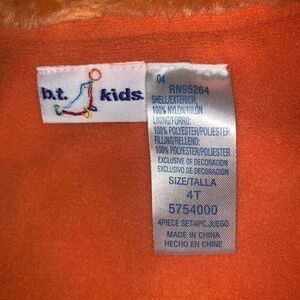 b.t. kids.
04
RN95264
SHELL/EXTERIOR:
100% NYLON/NILON
LINING/FORRO:
100% POLYESTER/POLIESTER
FILLING/RELLENO:
100% POLYESTER/POLIESTER
EXCLUSIVE OF DECORATION
EXCLUSIVO DE DECORACION
SIZE/TALLA
4T
5754000
4PIECE SET/4PC.JUEGO
MADE IN CHINA
HECHO EN CHINE